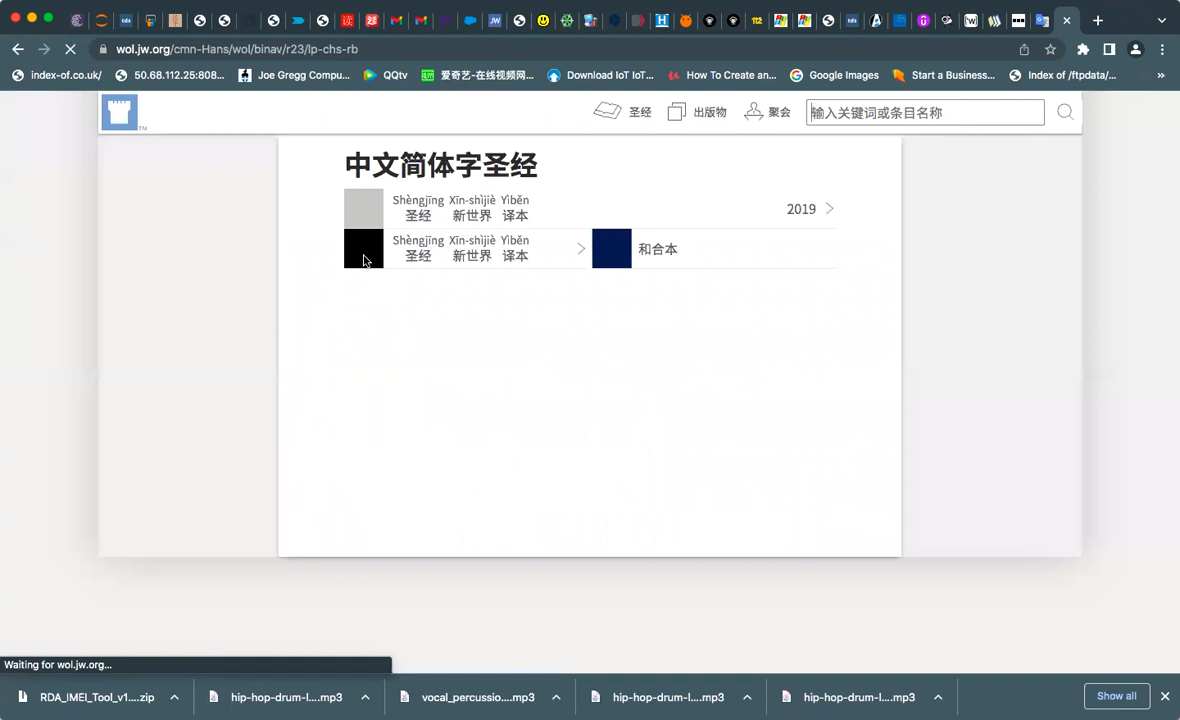 wol.jw.org/cmn-Hans/wol/binav/r23/lp-chs-rb
index-of.co.uk/ 50.68.112.25:808... Joe Gregg Compu... QQtv 爱奇艺-在线视频网... Download IoT IoT... How To Create an... Google Images Start a Business... Index of /ftpdata/... »
圣经 出版物 聚会 输入关键词或条目名称
中文简体字圣经
Shèngjīng Xīn-shìjiè Yìběn
圣经 新世界 译本 2019
Shèngjīng Xīn-shìjiè Yìběn
圣经 新世界 译本 和合本
Waiting for wol.jw.org...
RDA_IMEI_Tool_v1....zip hip-hop-drum-l....mp3 vocal_percussio....mp3 hip-hop-drum-l....mp3 hip-hop-drum-l....mp3 Show all